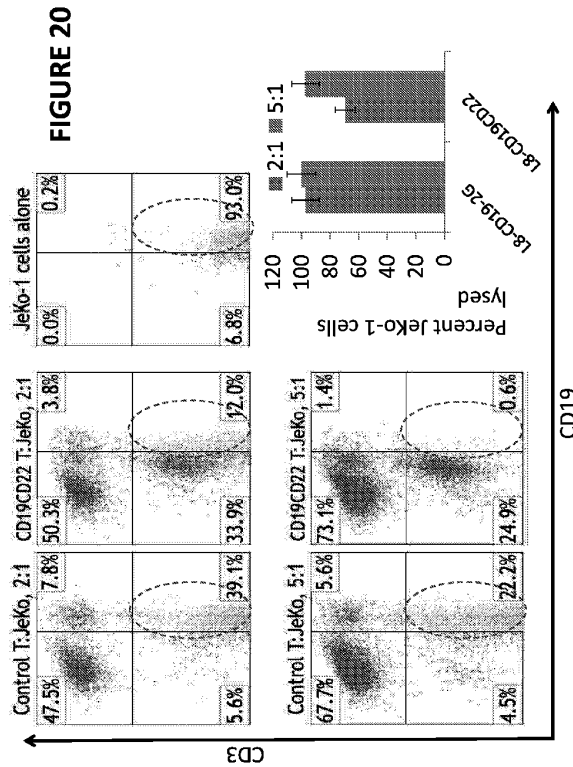 FIGURE 20
Control T:JeKo, 2:1
47.5%
7.8%
5.6%
39.1%
CD19CD22 T:JeKo, 2:1
50.3%
3.8%
33.9%
12.0%
JeKo-1 cells alone
0.0%
0.2%
6.8%
93.0%
Control T:JeKo, 5:1
67.7%
5.6%
4.5%
22.2%
CD19CD22 T:JeKo, 5:1
73.1%
1.4%
24.9%
0.6%
2:1
5:1
Percent JeKo-1 cells
lysed
120
100
80
60
40
20
0
L8-CD19-2G
L8-CD19CD22
CD3
CD19